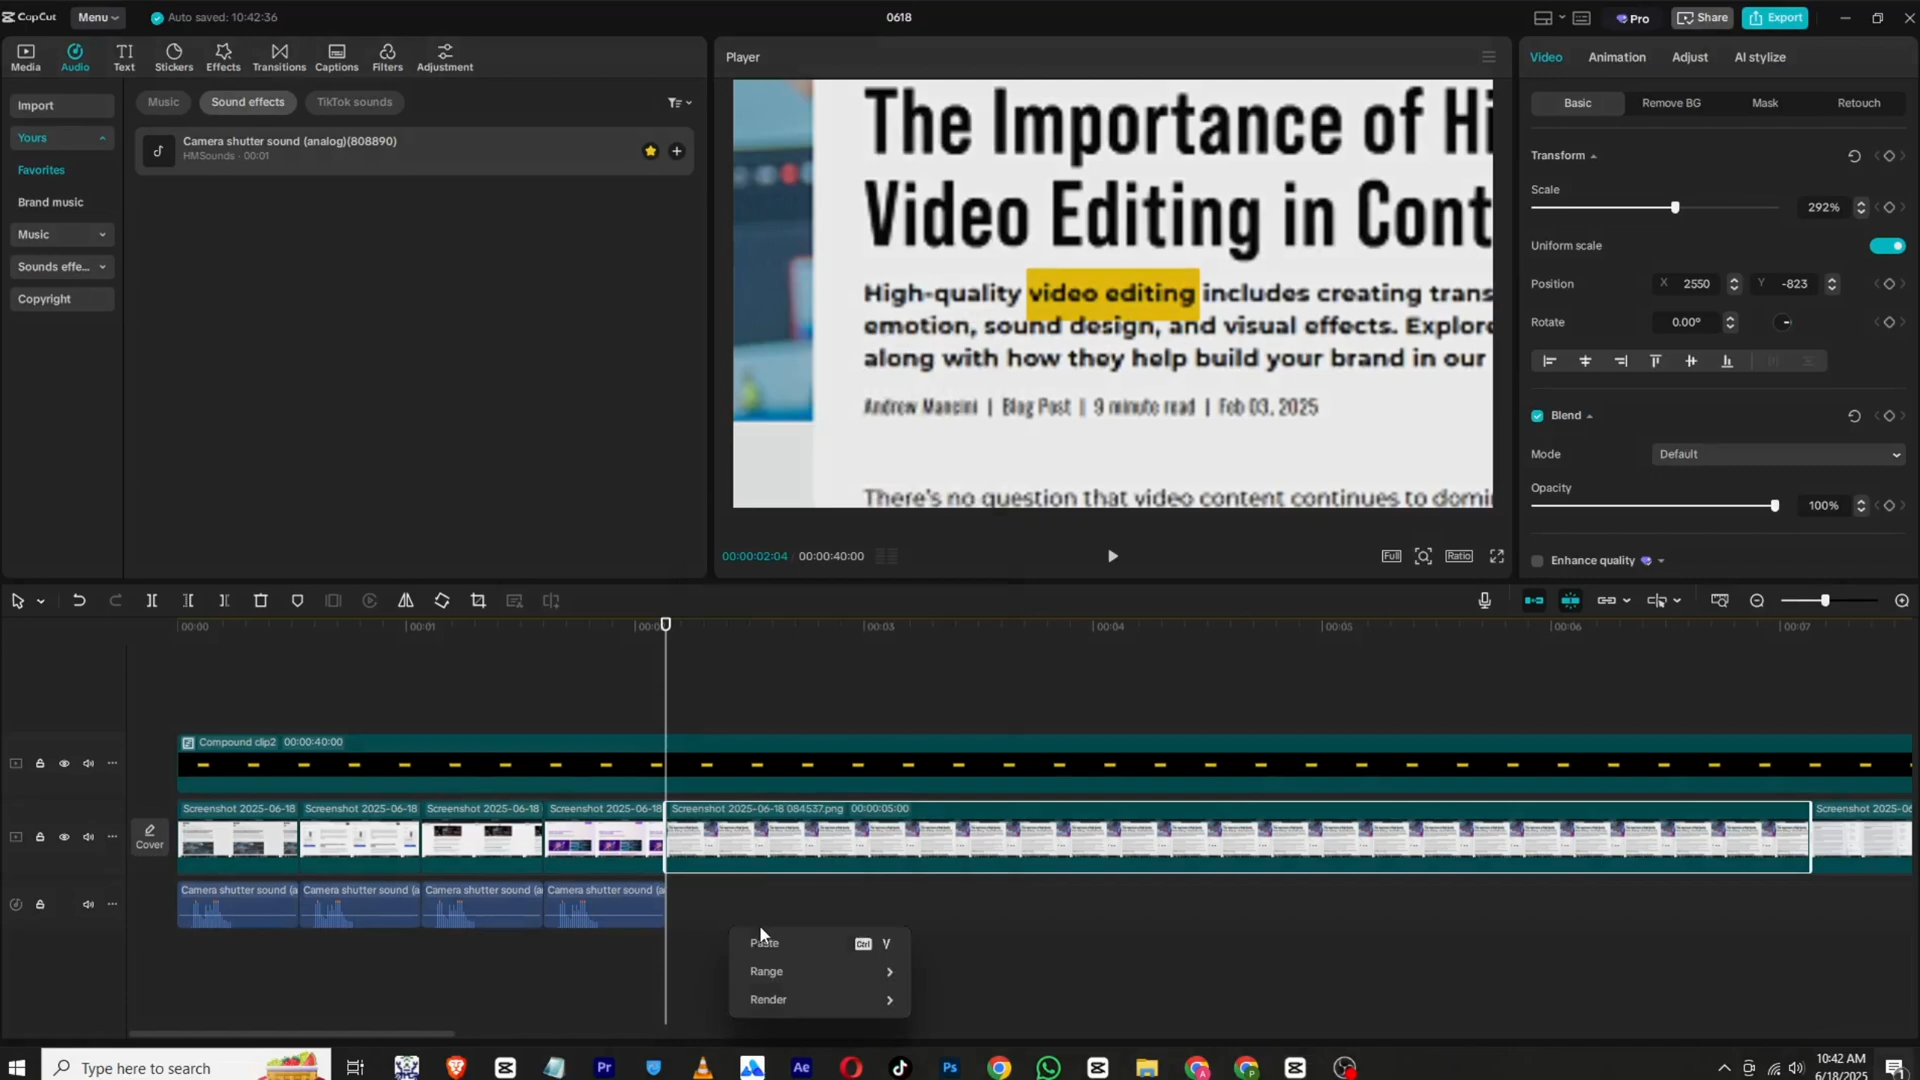 CapCut
Menu
Auto saved: 10:42:36
0618
Pro
Share
Export
Media
Audio
Text
Stickers
Effects
Transitions
Captions
Filters
Adjustment
Import
Yours
Favorites
Brand music
Music
Sounds effe...
Copyright
Music
Sound effects
TikTok sounds
Camera shutter sound (analog)(808890)
HMSounds · 00:01
Player
The Importance of Hi
Video Editing in Cont
High-quality video editing includes creating trans
emotion, sound design, and visual effects. Explore
along with how they help build your brand in our
Andrew Mancini | Blog Post | 9 minute read | Feb 03, 2025
There's no question that video content continues to domi
00:00:02:04 / 00:00:40:00
Full
Ratio
Video
Animation
Adjust
AI stylize
Basic
Remove BG
Mask
Retouch
Transform
Scale
292%
Uniform scale
Position
X 2550
Y -823
Rotate
0.00°
Blend
Mode
Default
Opacity
100%
Enhance quality
00:00
00:01
00:0
00:03
00:04
00:05
00:06
00:07
Compound clip2 00:00:40:00
Cover
Screenshot 2025-06-18
Screenshot 2025-06-18
Screenshot 2025-06-18
Screenshot 2025-06-18
Screenshot 2025-06-18 084537.png 00:00:05:00
Screenshot 2025-06
Camera shutter sound (a
Camera shutter sound (a
Camera shutter sound (a
Camera shutter sound (a
Paste Ctrl V
Range
Render
Type here to search
Pr
Ae
Ps
10:42 AM
6/18/2025